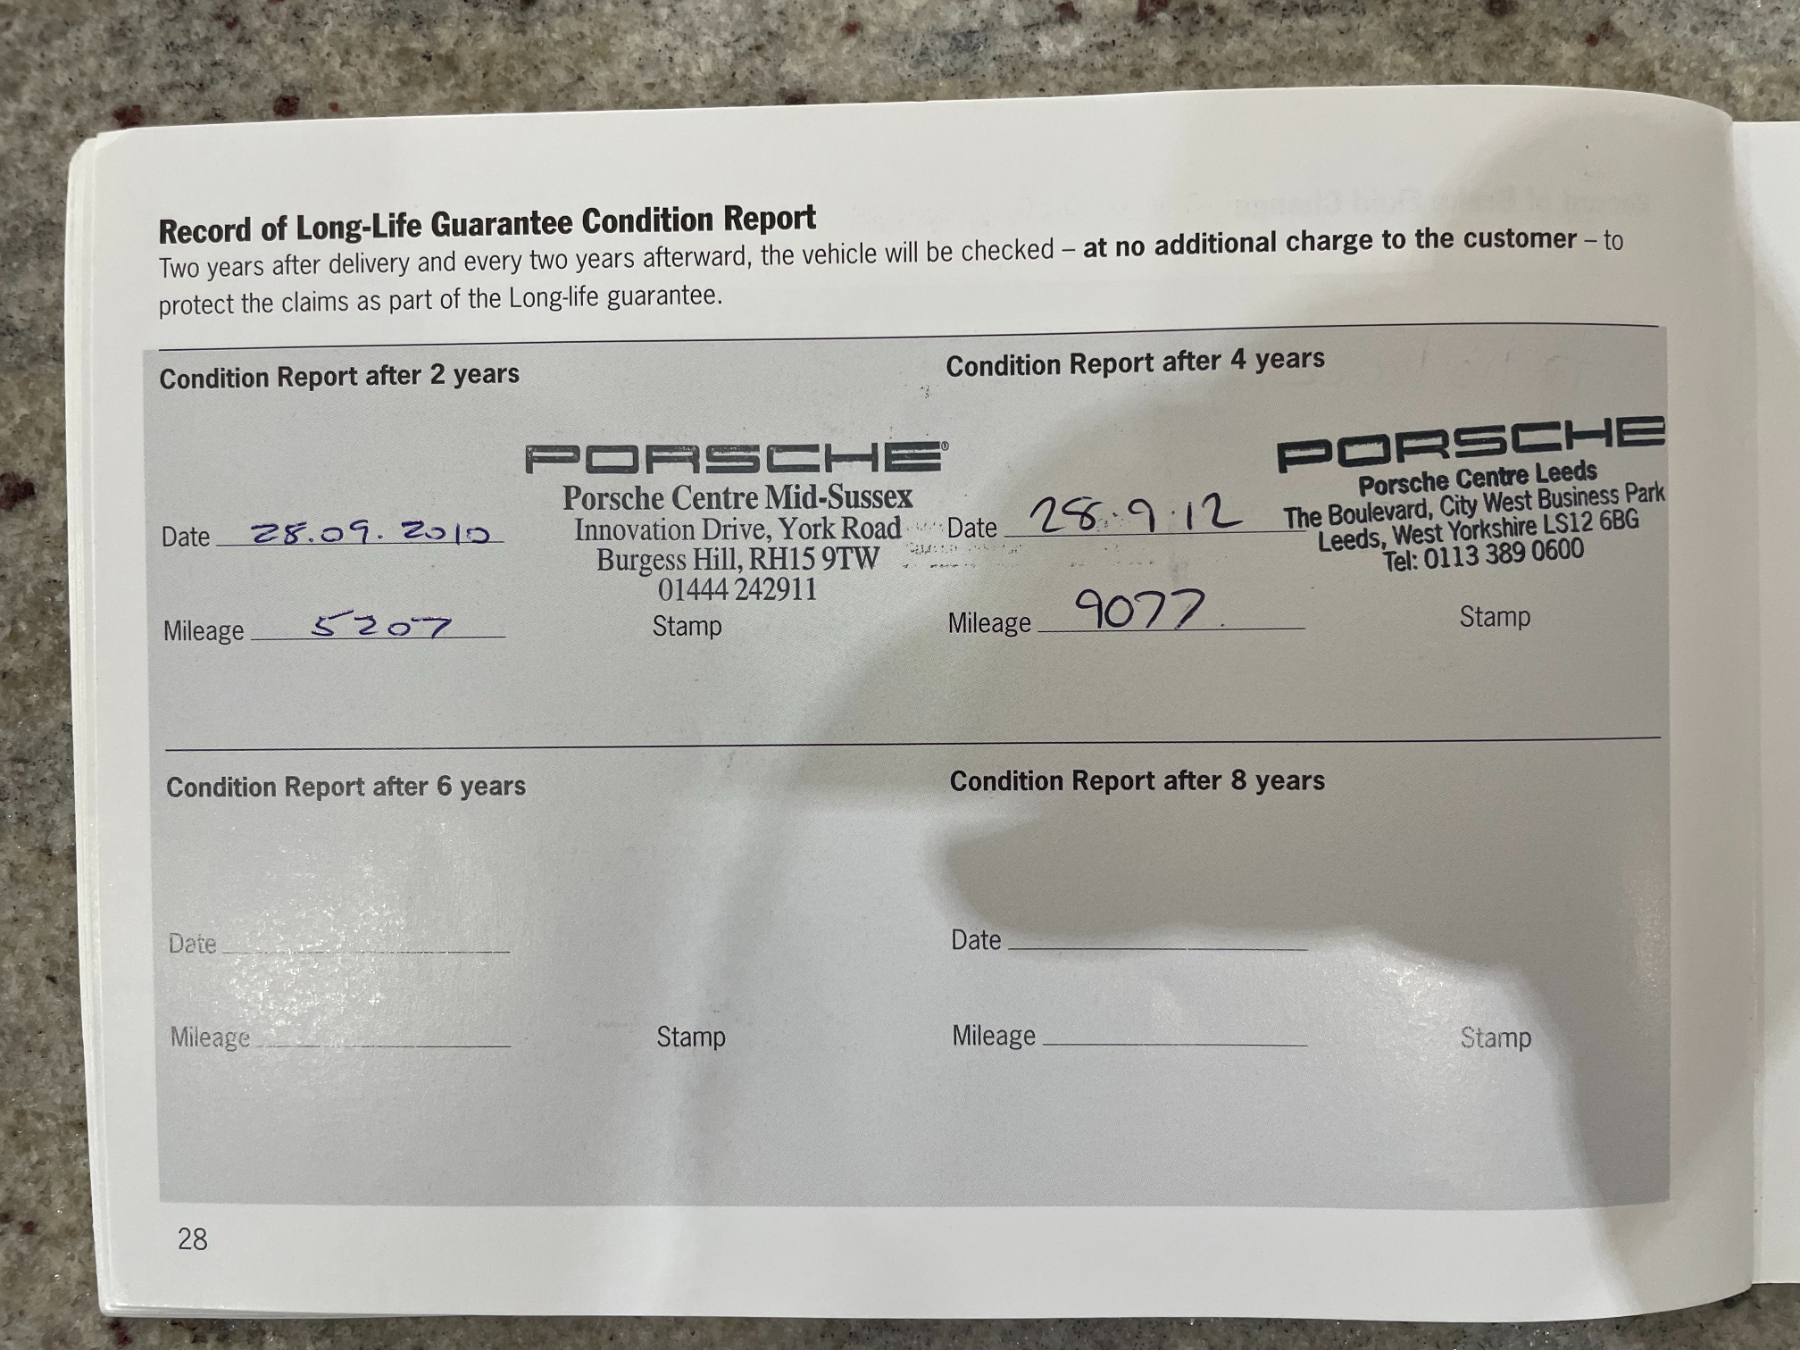 Record of Long-Life Guarantee Condition Report
Two years after delivery and every two years afterward, the vehicle will be checked – at no additional charge to the customer – to
protect the claims as part of the Long-life guarantee.
Condition Report after 2 years
PORSCHE®
Porsche Centre Mid-Sussex
Innovation Drive, York Road
Burgess Hill, RH15 9TW
01444 242911
Date 28.09.2010
Mileage 5207
Stamp
Condition Report after 4 years
PORSCHE
Porsche Centre Leeds
The Boulevard, City West Business Park
Leeds, West Yorkshire LS12 6BG
Tel: 0113 389 0600
Date 28.9.12
Mileage 9077.
Stamp
Condition Report after 6 years
Date
Mileage
Stamp
Condition Report after 8 years
Date
Mileage
Stamp
28